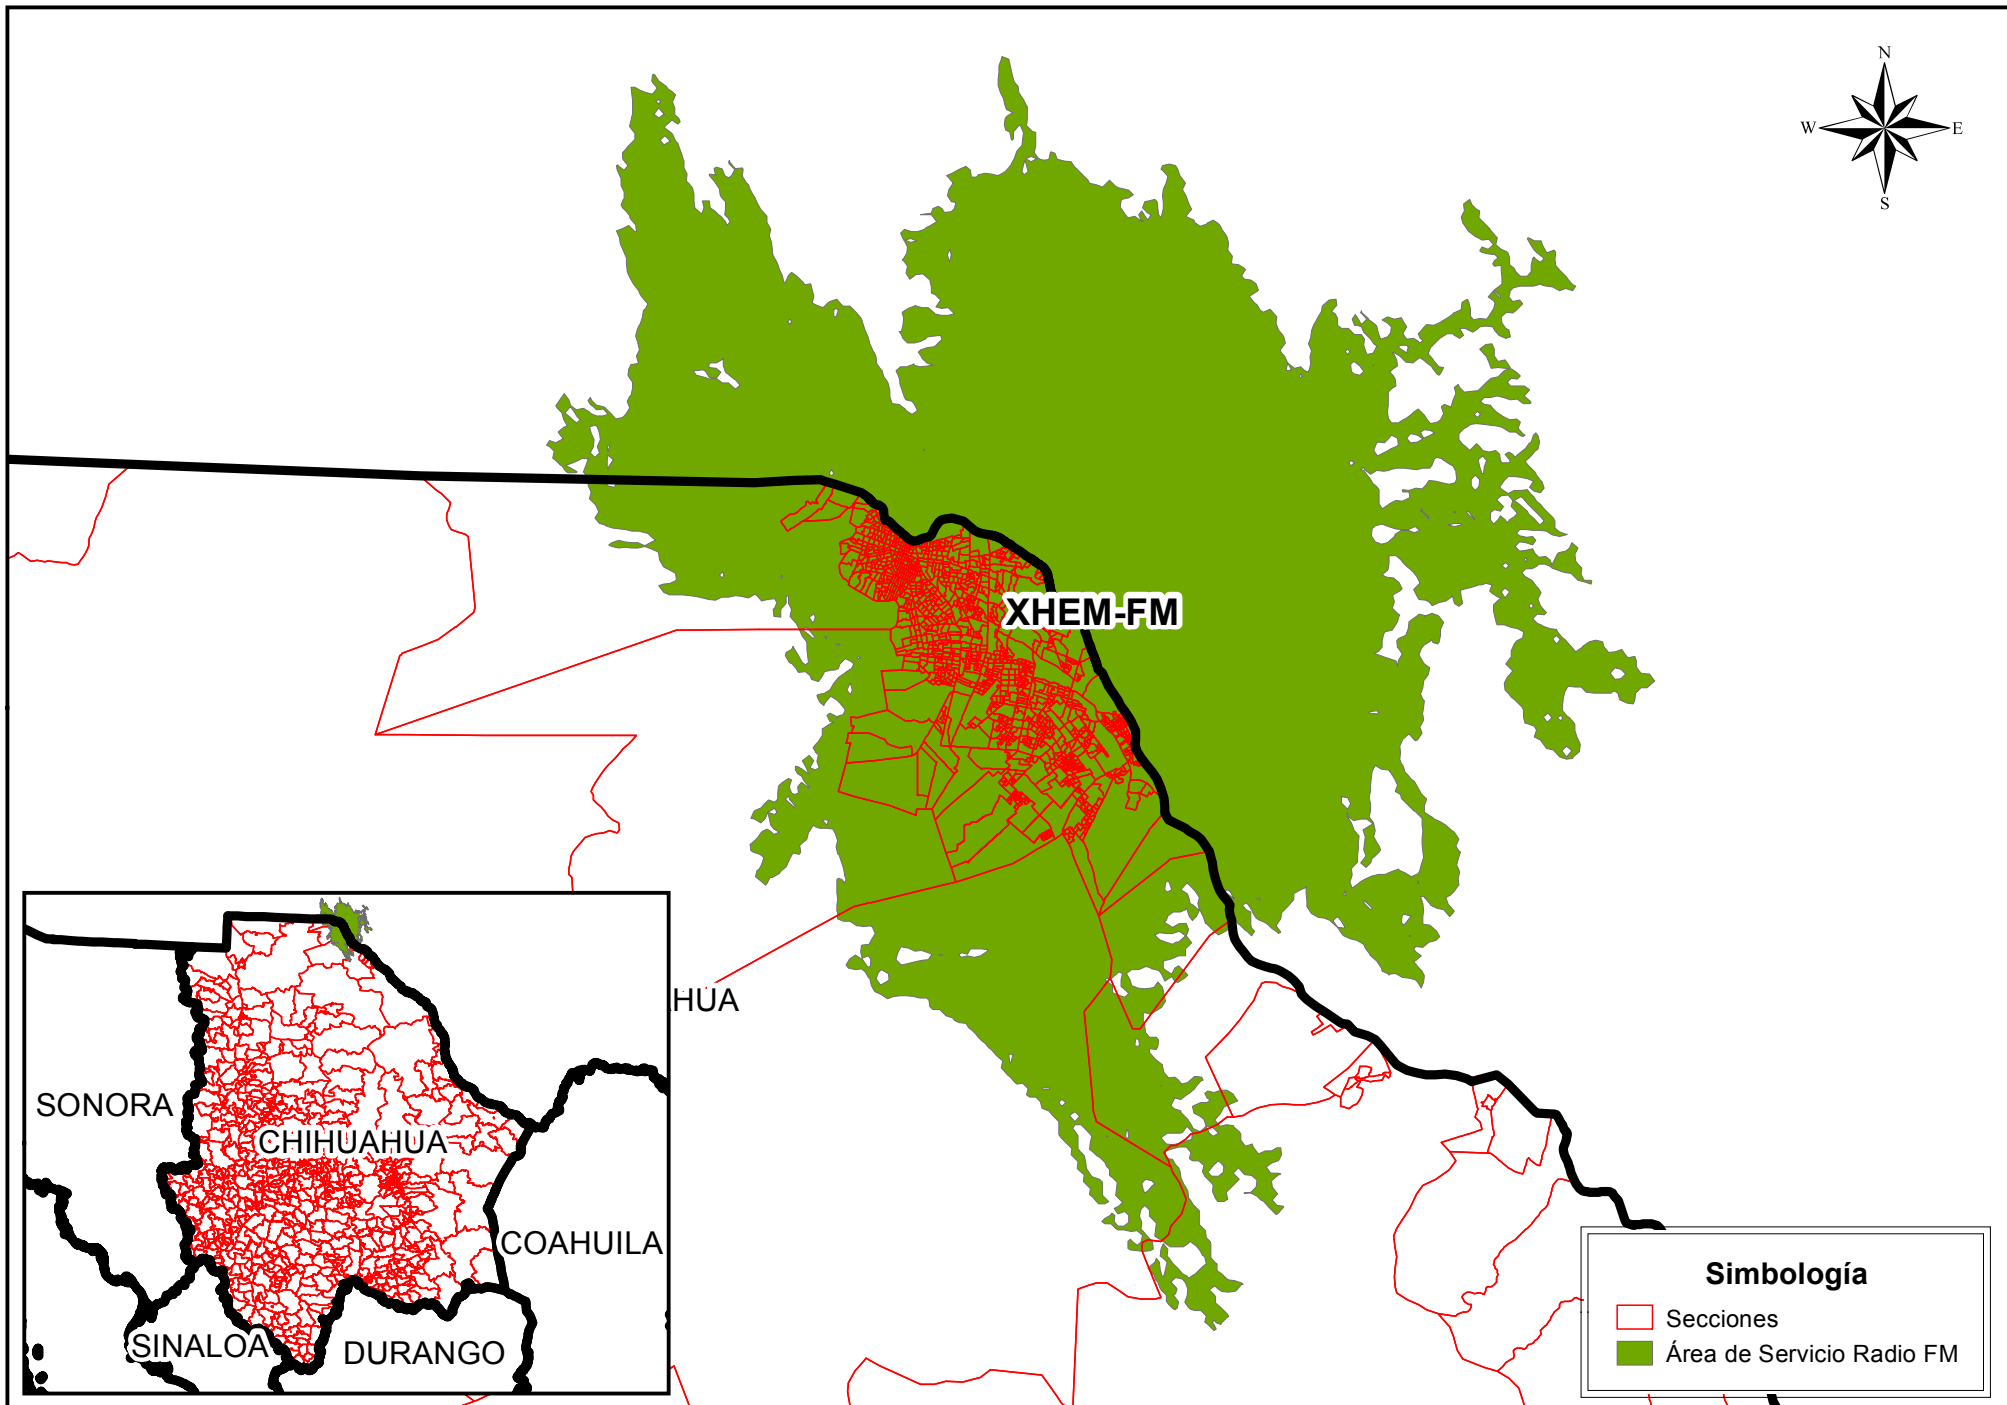 N
W E
S
XHEM-FM
HUA
SONORA
CHIHUAHUA
COAHUILA
SINALOA
DURANGO
Simbología
Secciones
Área de Servicio Radio FM